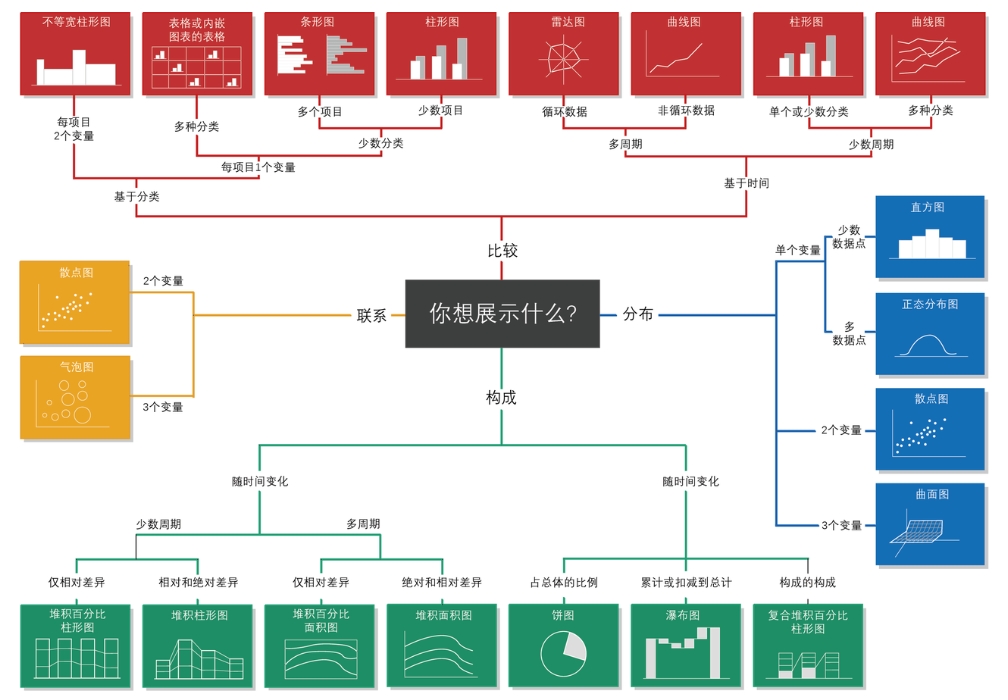 不等宽柱形图
表格或内嵌
图表的表格
条形图
柱形图
雷达图
曲线图
柱形图
曲线图
每项目
2个变量
多种分类
多个项目
少数项目
循环数据
非循环数据
单个或少数分类
多种分类
少数分类
多周期
少数周期
每项目1个变量
基于分类
基于时间
比较
你想展示什么?
联系
2个变量
散点图
3个变量
气泡图
分布
单个变量
少数
数据点
直方图
多
数据点
正态分布图
2个变量
散点图
3个变量
曲面图
构成
随时间变化
随时间变化
少数周期
多周期
仅相对差异
相对和绝对差异
仅相对差异
绝对和相对差异
占总体的比例
累计或扣减到总计
构成的构成
堆积百分比
柱形图
堆积柱形图
堆积百分比
面积图
堆积面积图
饼图
瀑布图
复合堆积百分比
柱形图